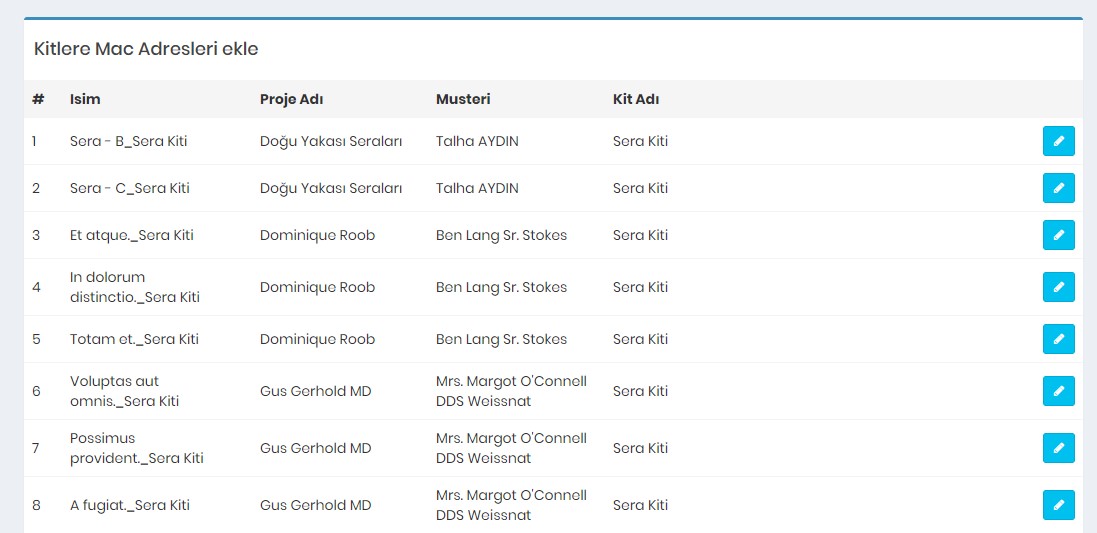 Kitlere Mac Adresleri ekle
# Isim Proje Adı Musteri Kit Adı
1 Sera - B_Sera Kiti Doğu Yakası Seraları Talha AYDIN Sera Kiti
2 Sera - C_Sera Kiti Doğu Yakası Seraları Talha AYDIN Sera Kiti
3 Et atque._Sera Kiti Dominique Roob Ben Lang Sr. Stokes Sera Kiti
4 In dolorum distinctio._Sera Kiti Dominique Roob Ben Lang Sr. Stokes Sera Kiti
5 Totam et._Sera Kiti Dominique Roob Ben Lang Sr. Stokes Sera Kiti
6 Voluptas aut omnis._Sera Kiti Gus Gerhold MD Mrs. Margot O'Connell DDS Weissnat Sera Kiti
7 Possimus provident._Sera Kiti Gus Gerhold MD Mrs. Margot O'Connell DDS Weissnat Sera Kiti
8 A fugiat._Sera Kiti Gus Gerhold MD Mrs. Margot O'Connell DDS Weissnat Sera Kiti